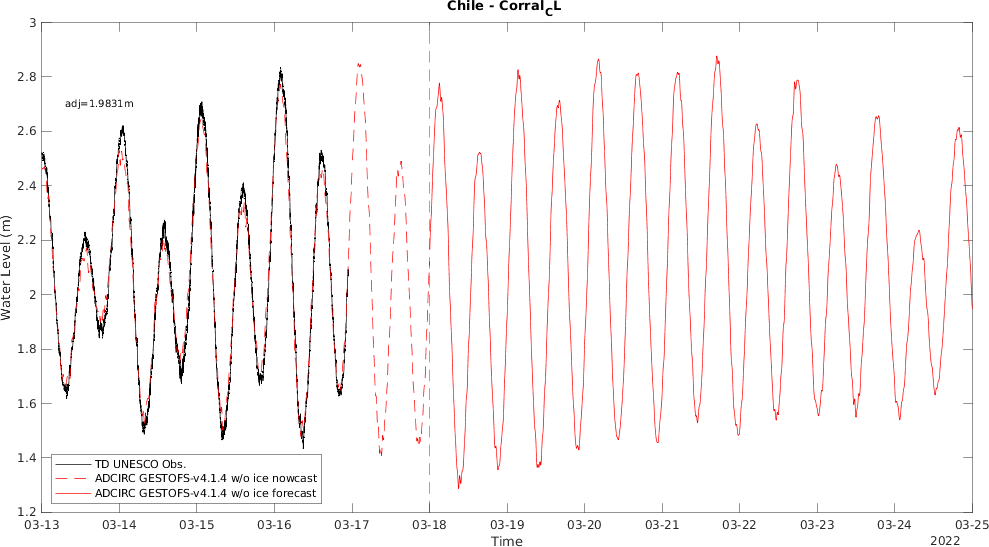 Chile - Corral_CL
3
2.8
2.6
2.4
2.2
2
1.8
1.6
1.4
1.2
Water Level (m)
adj=1.9831m
TD UNESCO Obs.
ADCIRC GESTOFS-v4.1.4 w/o ice nowcast
ADCIRC GESTOFS-v4.1.4 w/o ice forecast
03-13 03-14 03-15 03-16 03-17 03-18 03-19 03-20 03-21 03-22 03-23 03-24 03-25
Time
2022